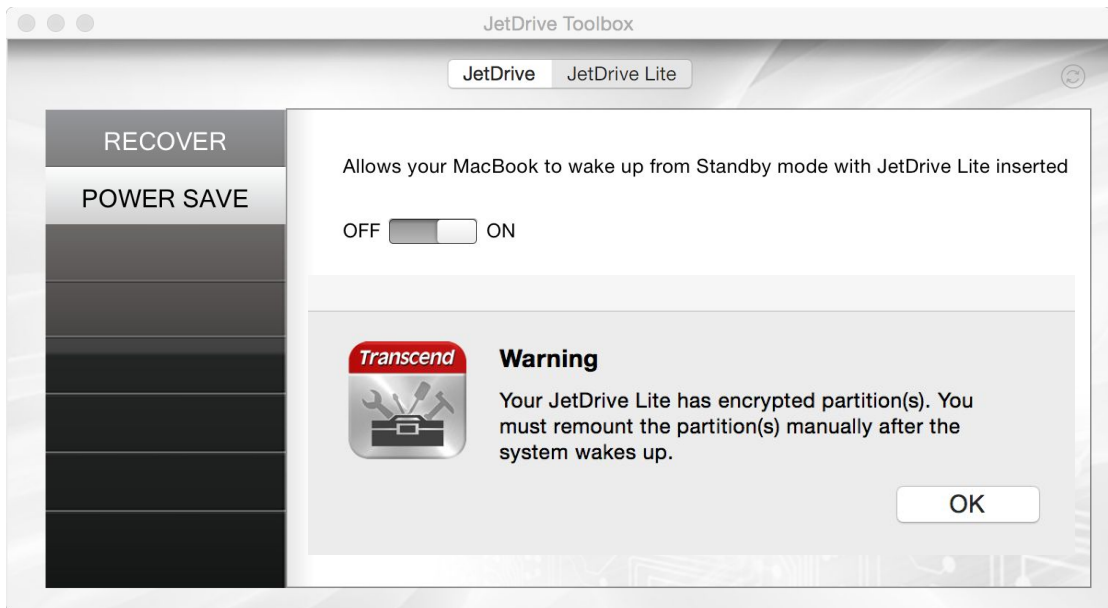 JetDrive Toolbox
JetDrive JetDrive Lite
RECOVER
POWER SAVE
Allows your MacBook to wake up from Standby mode with JetDrive Lite inserted
OFF ON
Transcend
Warning
Your JetDrive Lite has encrypted partition(s). You
must remount the partition(s) manually after the
system wakes up.
OK